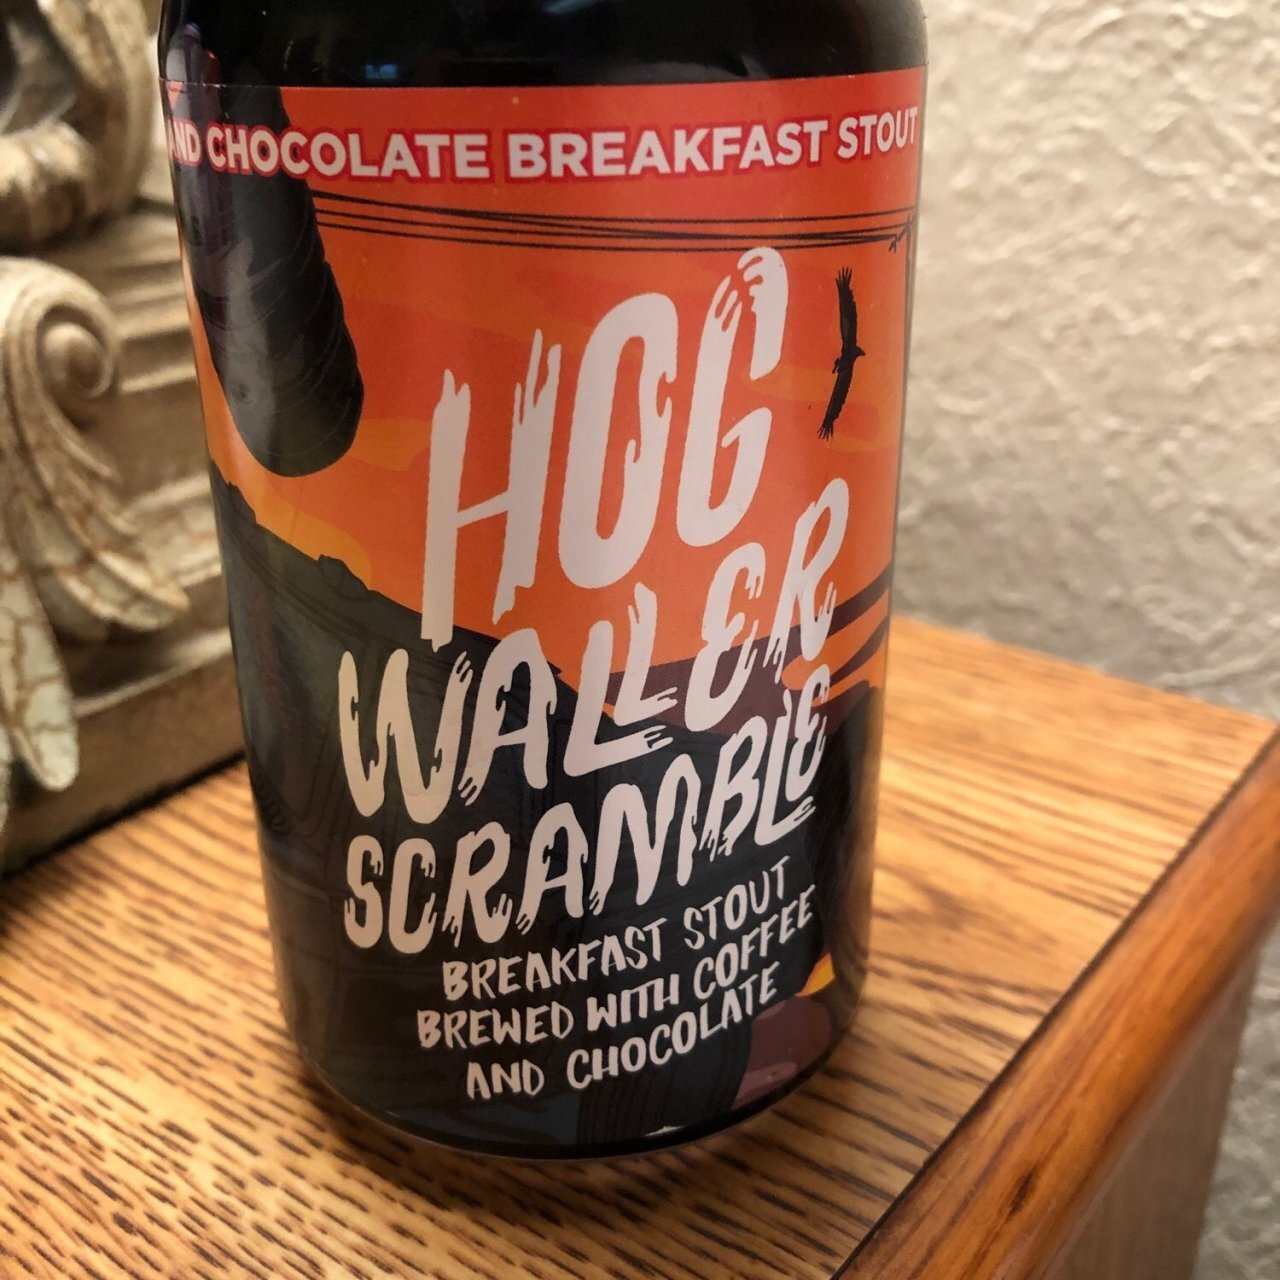 AND CHOCOLATE BREAKFAST STOUT
HOG
WALLER
SCRAMBLE
BREAKFAST STOUT
BREWED WITH COFFEE
AND CHOCOLATE